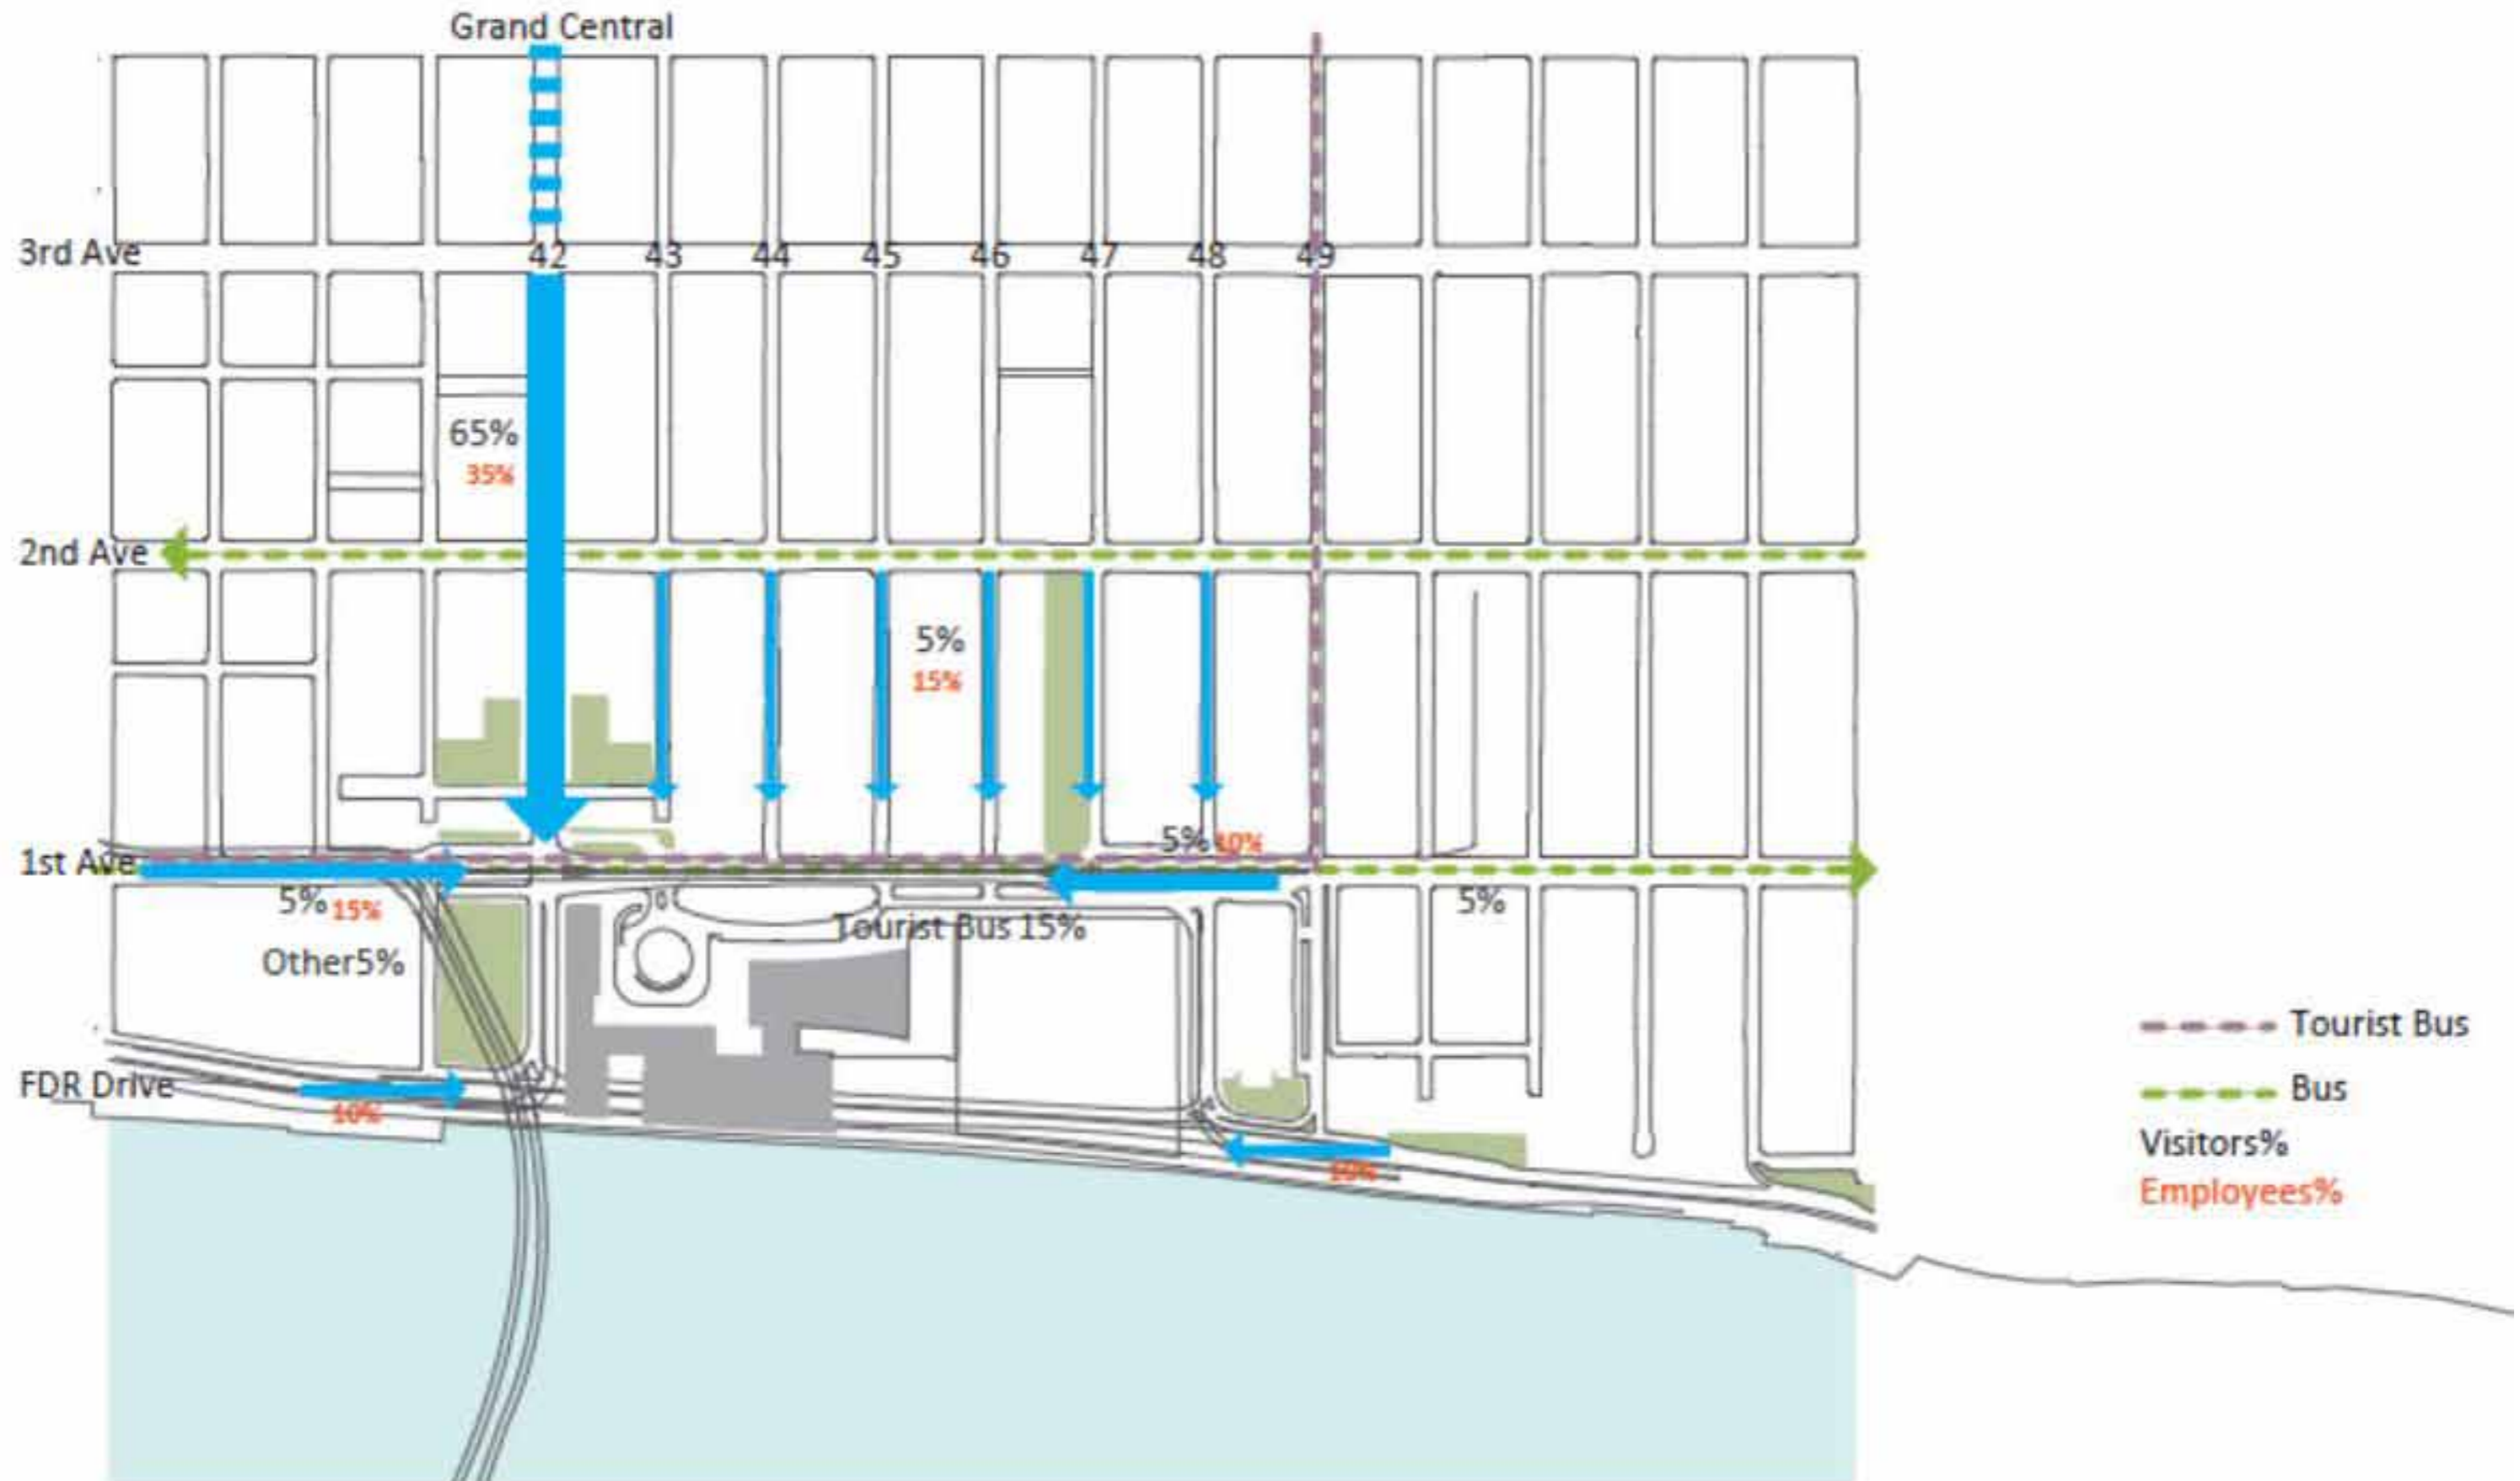 Grand Central
3rd Ave
42 43 44 45 46 47 48 49
65%
35%
2nd Ave
5%
15%
5% 10%
1st Ave
5% 15%
5%
Tourist Bus 15%
Other5%
FDR Drive
10%
Tourist Bus
Bus
Visitors%
Employees%